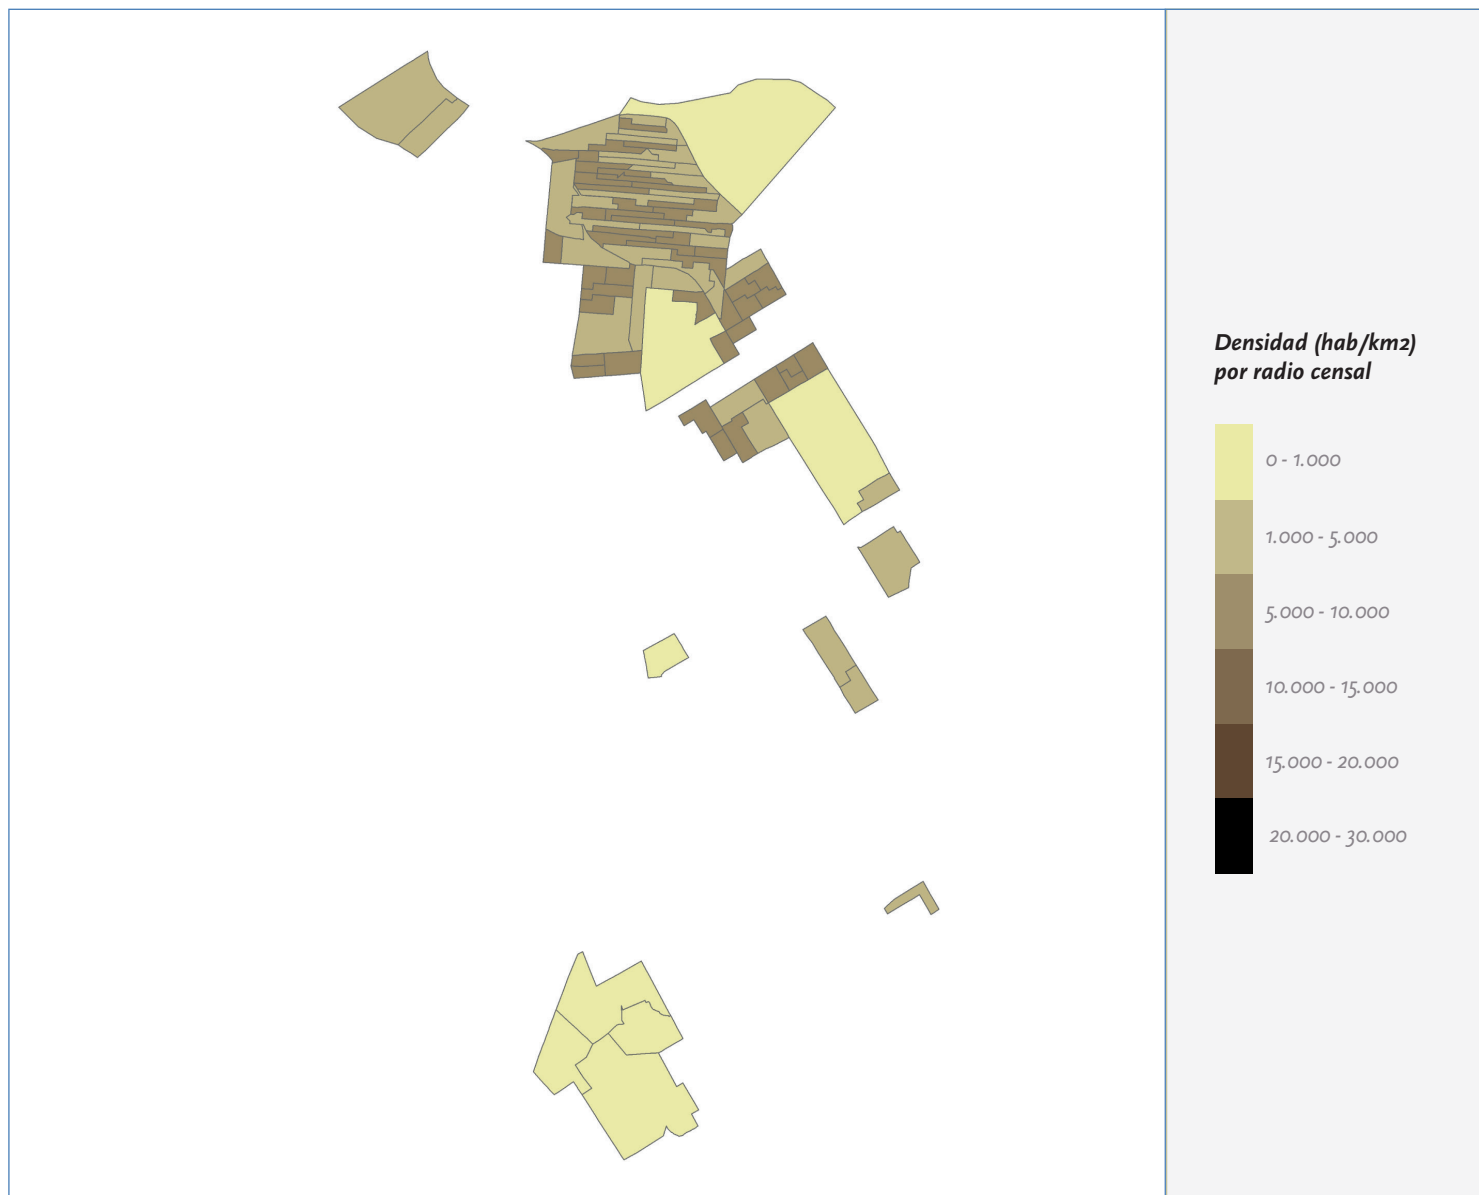 Densidad (hab/km2)
por radio censal
0 - 1.000
1.000 - 5.000
5.000 - 10.000
10.000 - 15.000
15.000 - 20.000
20.000 - 30.000